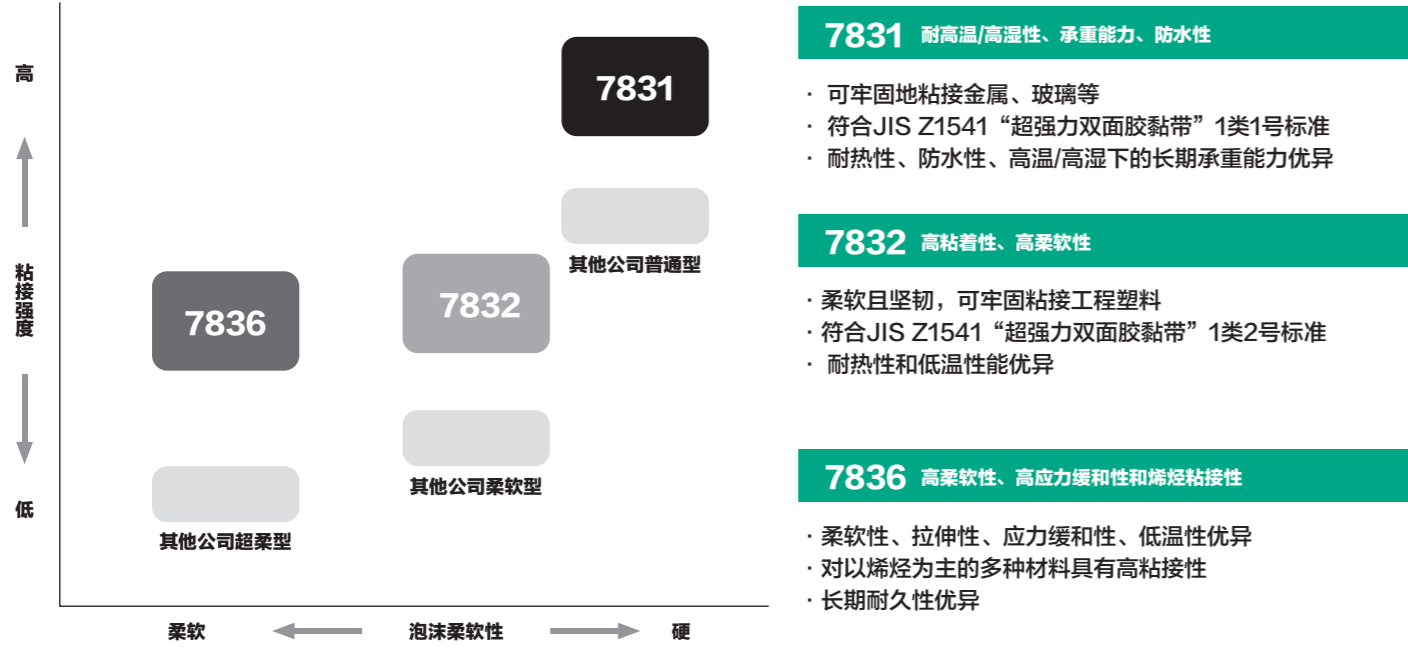 高
粘接强度
低
7831
其他公司普通型
7836
7832
其他公司柔软型
其他公司超柔型
柔软
泡沫柔软性
硬
7831 耐高温/高湿性、承重能力、防水性
· 可牢固地粘接金属、玻璃等
· 符合JIS Z1541“超强力双面胶黏带”1类1号标准
· 耐热性、防水性、高温/高湿下的长期承重能力优异
7832 高粘着性、高柔软性
· 柔软且坚韧，可牢固粘接工程塑料
· 符合JIS Z1541“超强力双面胶黏带”1类2号标准
· 耐热性和低温性能优异
7836 高柔软性、高应力缓和性和烯烃粘接性
· 柔软性、拉伸性、应力缓和性、低温性优异
· 对以烯烃为主的多种材料具有高粘接性
· 长期耐久性优异